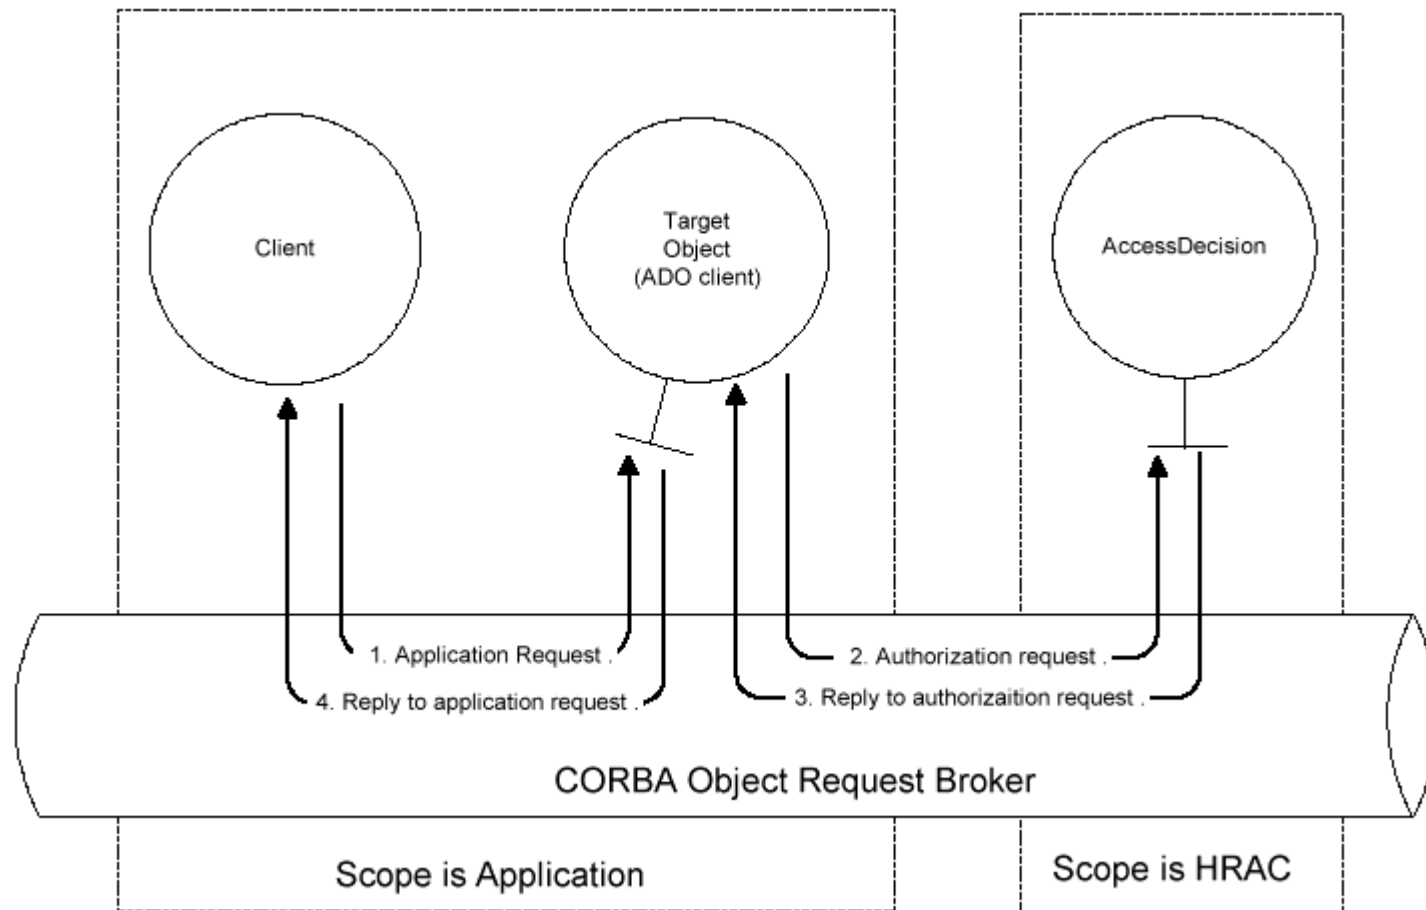 Client
Target
Object
(ADO client)
AccessDecision
1. Application Request .
2. Authorization request .
4. Reply to application request .
3. Reply to authorizaition request .
CORBA Object Request Broker
Scope is Application
Scope is HRAC